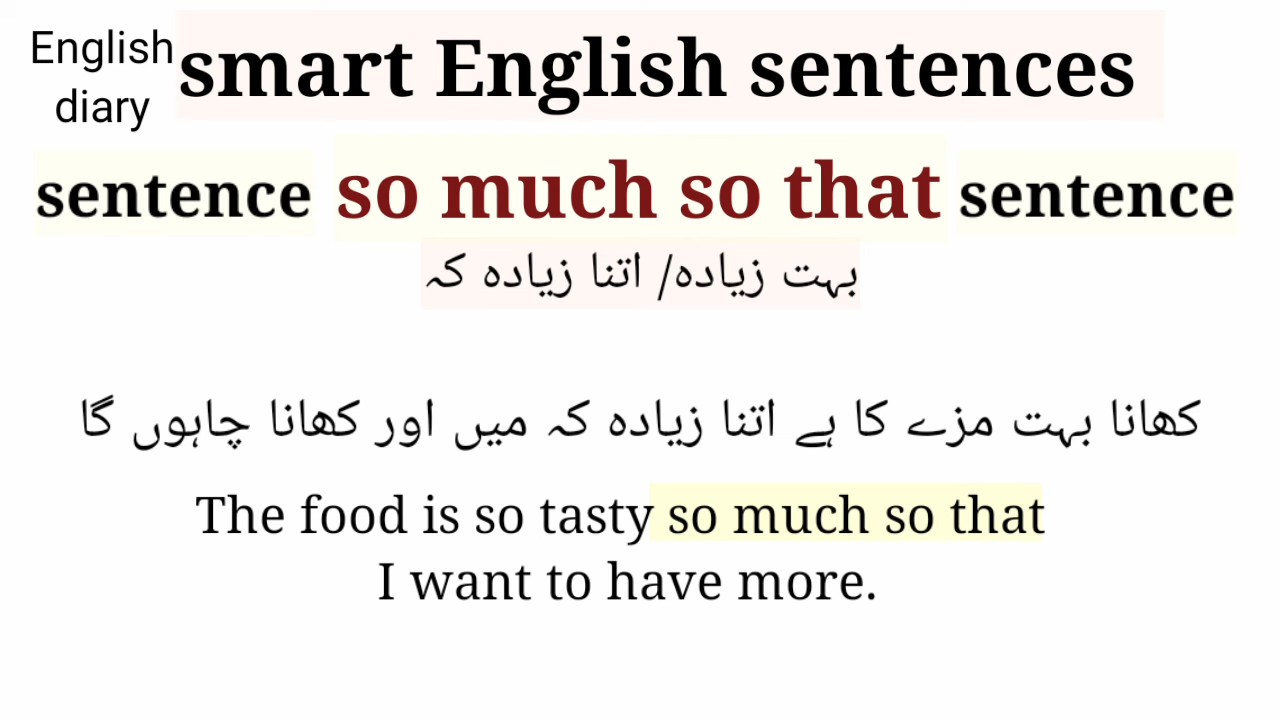 English
diary
smart English sentences
sentence so much so that sentence
بہت زیادہ/ اتنا زیادہ کہ
کھانا بہت مزے کا ہے اتنا زیادہ کہ میں اور کھانا چاہوں گا
The food is so tasty so much so that
I want to have more.